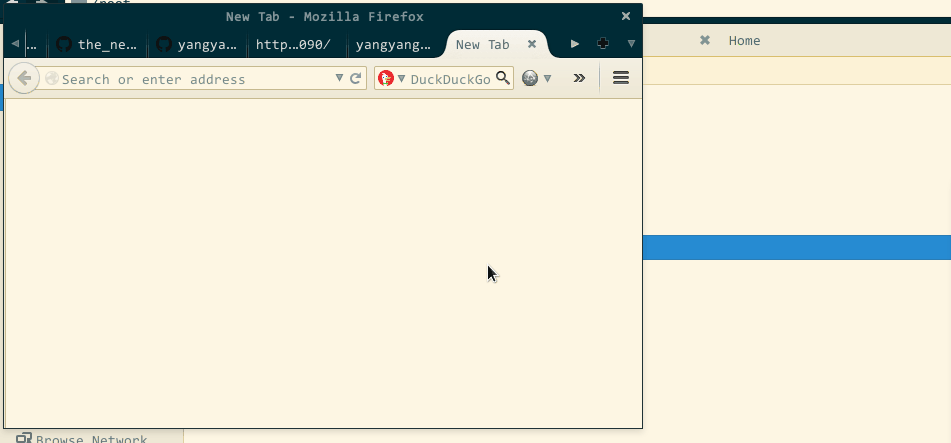 /root
New Tab - Mozilla Firefox
... the_ne... yangya... http...090/ yangyang... New Tab
Home
Search or enter address DuckDuckGo
Browse Network